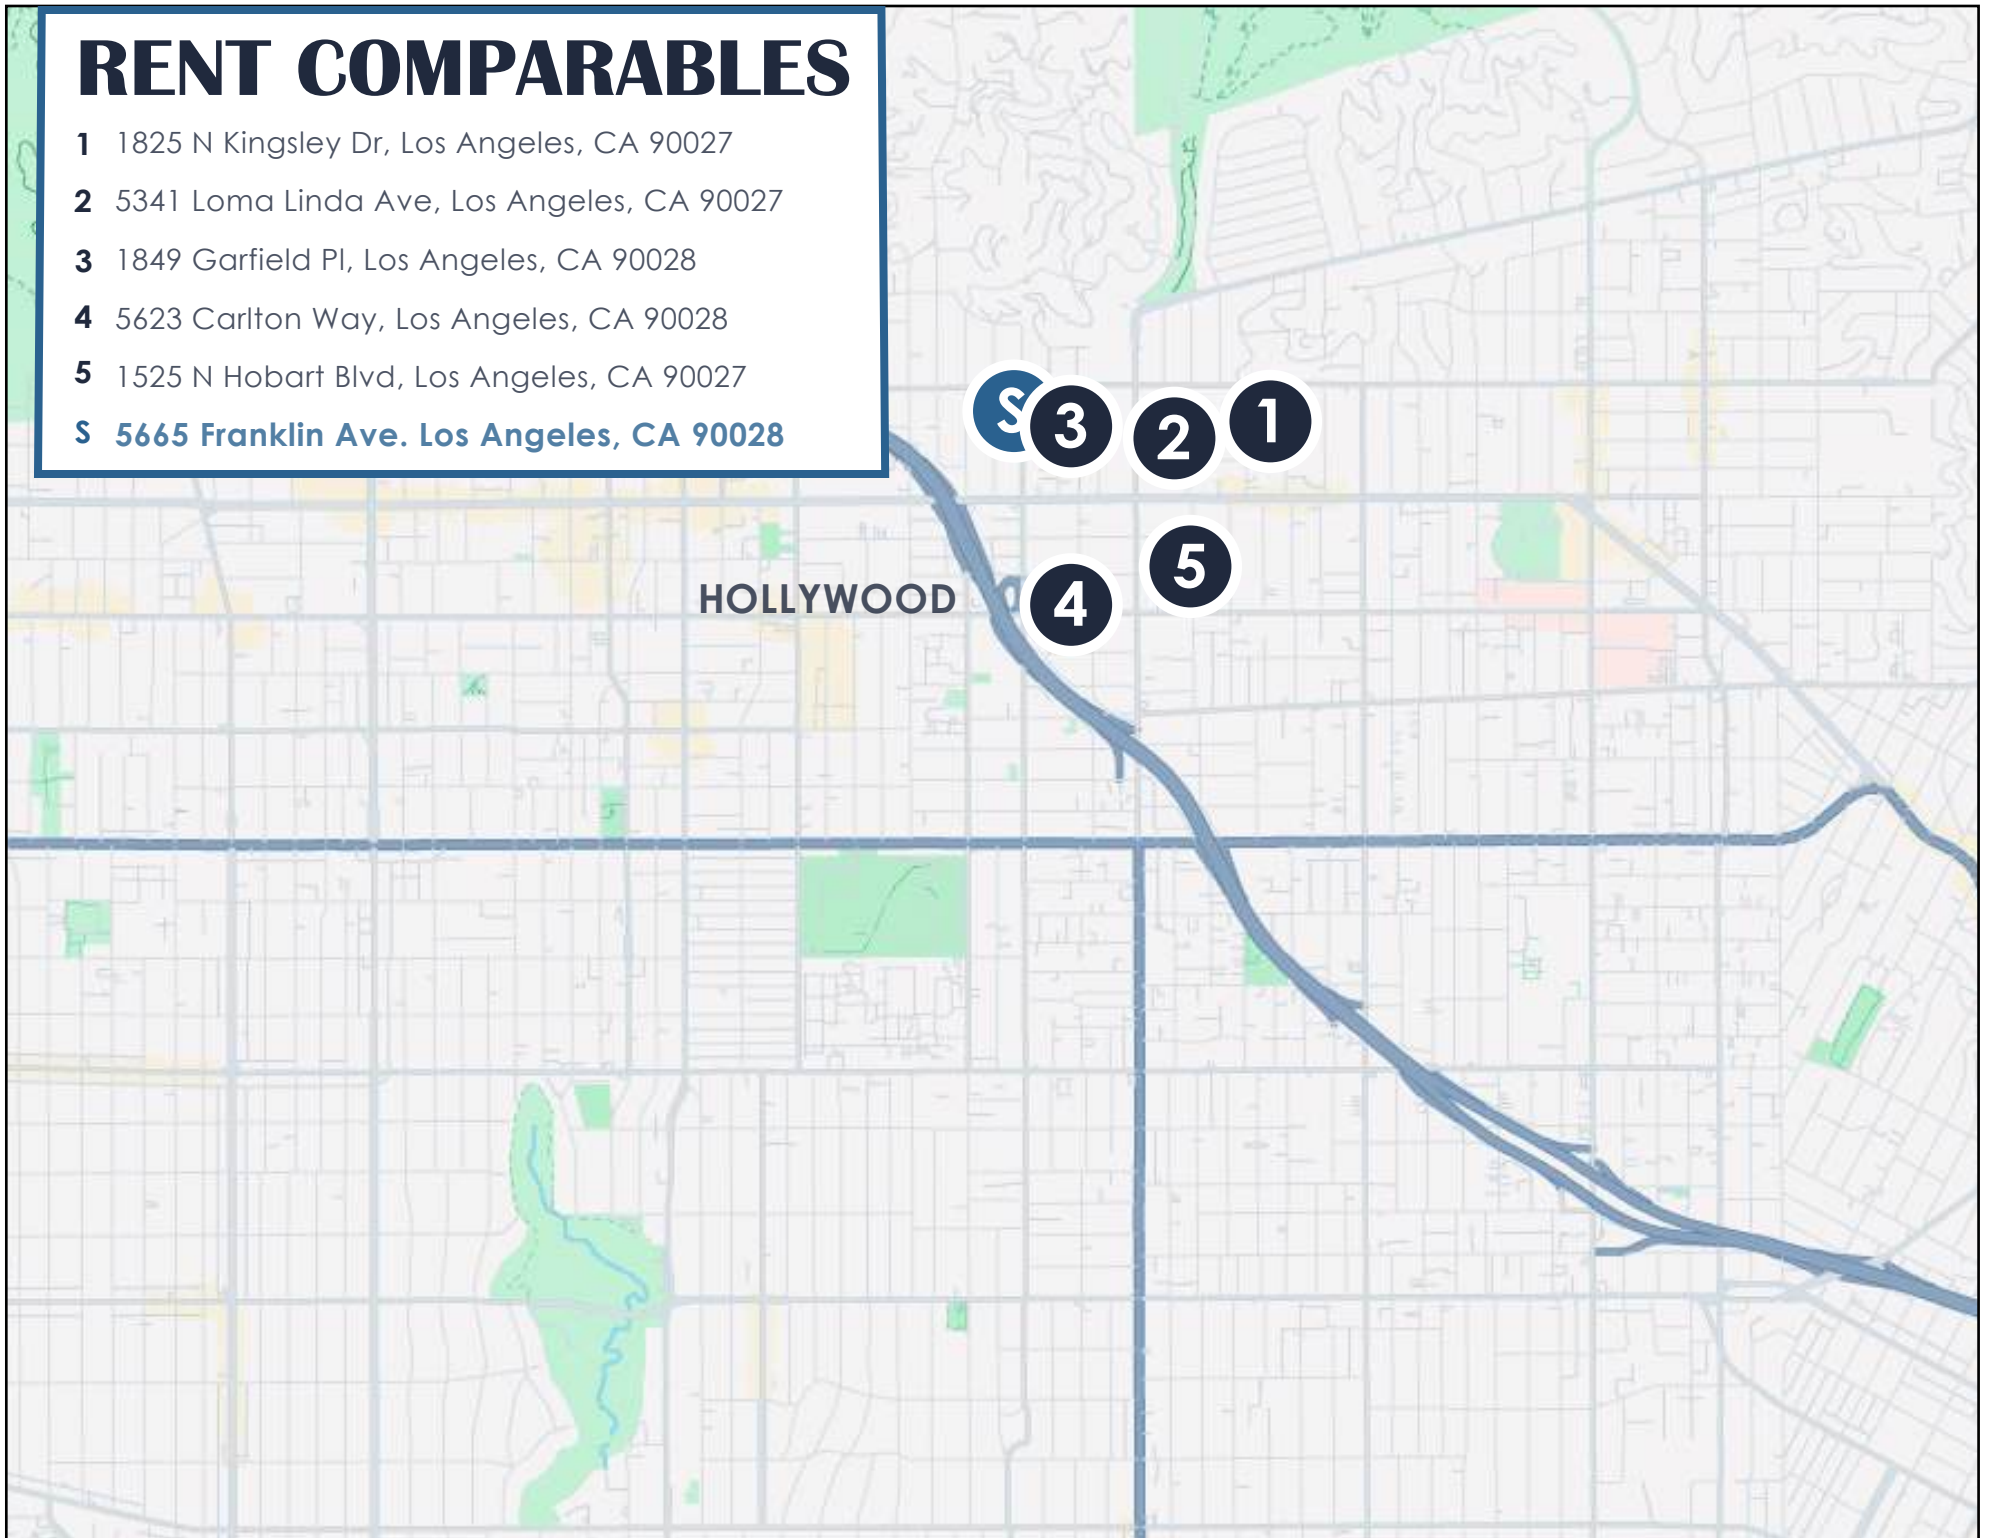 RENT COMPARABLES
1 1825 N Kingsley Dr, Los Angeles, CA 90027
2 5341 Loma Linda Ave, Los Angeles, CA 90027
3 1849 Garfield Pl, Los Angeles, CA 90028
4 5623 Carlton Way, Los Angeles, CA 90028
5 1525 N Hobart Blvd, Los Angeles, CA 90027
S 5665 Franklin Ave. Los Angeles, CA 90028
S
3
2
1
5
HOLLYWOOD
4